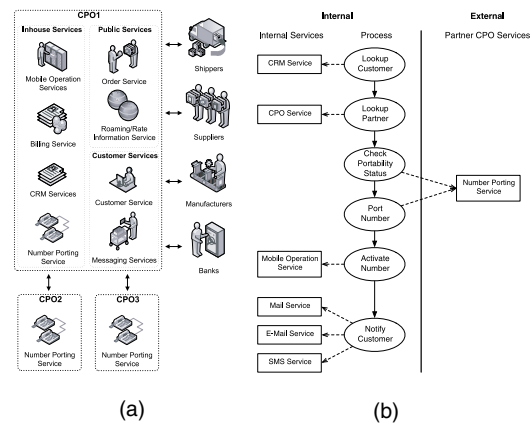 CPO1
Inhouse Services
Mobile Operation
Services
Billing Service
CRM Services
Number Porting
Service
Public Services
Order Service
Roaming/Rate
Information Service
Customer Services
Customer Service
Messaging Services
Shippers
Suppliers
Manufacturers
Banks
CPO2
Number Porting
Service
CPO3
Number Porting
Service
(a)
Internal
External
Internal Services
Process
Partner CPO Services
CRM Service
Lookup
Customer
CPO Service
Lookup
Partner
Check
Portability
Status
Number Porting
Service
Port
Number
Mobile Operation
Service
Activate
Number
Mail Service
E-Mail Service
SMS Service
Notify
Customer
(b)